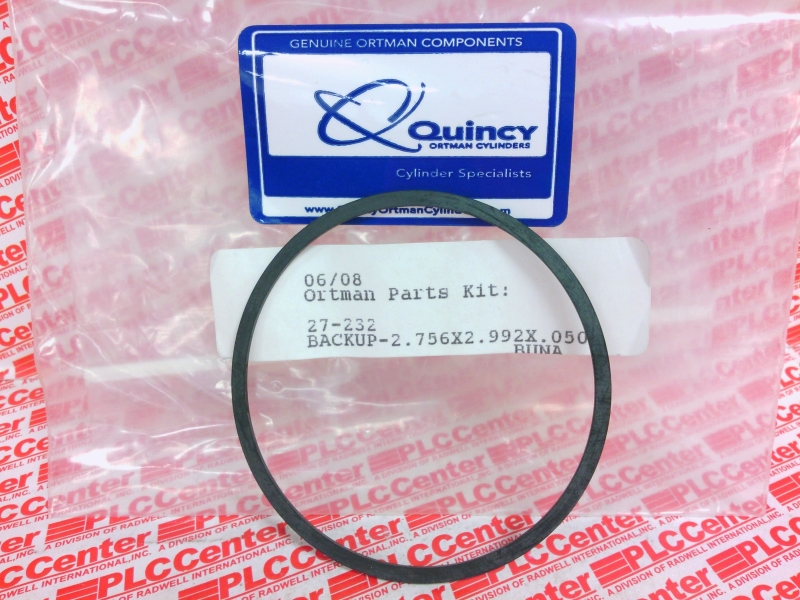 GENUINE ORTMAN COMPONENTS
Quincy
ORTMAN CYLINDERS
Cylinder Specialists
06/08
Ortman Parts Kit:
27-232
BACKUP-2.756X2.992X.050
BUNA
PLCCenter
A DIVISION OF RADWELL INTERNATIONAL, INC.